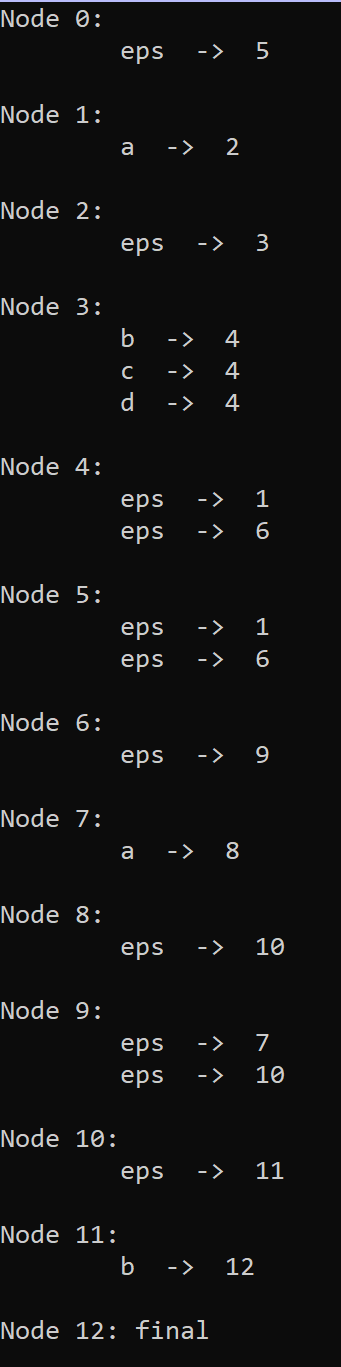 Node 0:
eps -> 5
Node 1:
a -> 2
Node 2:
eps -> 3
Node 3:
b -> 4
c -> 4
d -> 4
Node 4:
eps -> 1
eps -> 6
Node 5:
eps -> 1
eps -> 6
Node 6:
eps -> 9
Node 7:
a -> 8
Node 8:
eps -> 10
Node 9:
eps -> 7
eps -> 10
Node 10:
eps -> 11
Node 11:
b -> 12
Node 12: final